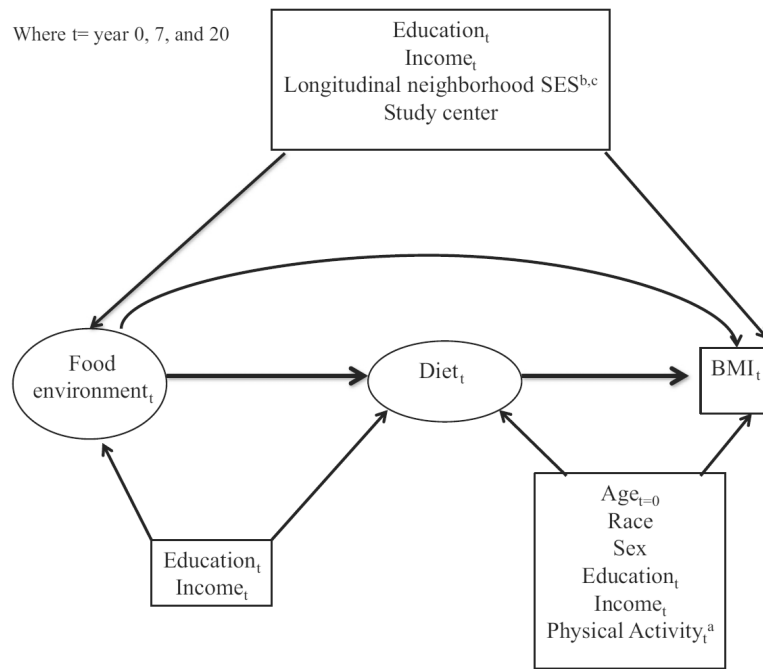 Where t= year 0, 7, and 20
Education_t
Income_t
Longitudinal neighborhood SES^b,c
Study center
Food
environment_t
Diet_t
BMI_t
Education_t
Income_t
Age_t=0
Race
Sex
Education_t
Income_t
Physical Activity_t^a